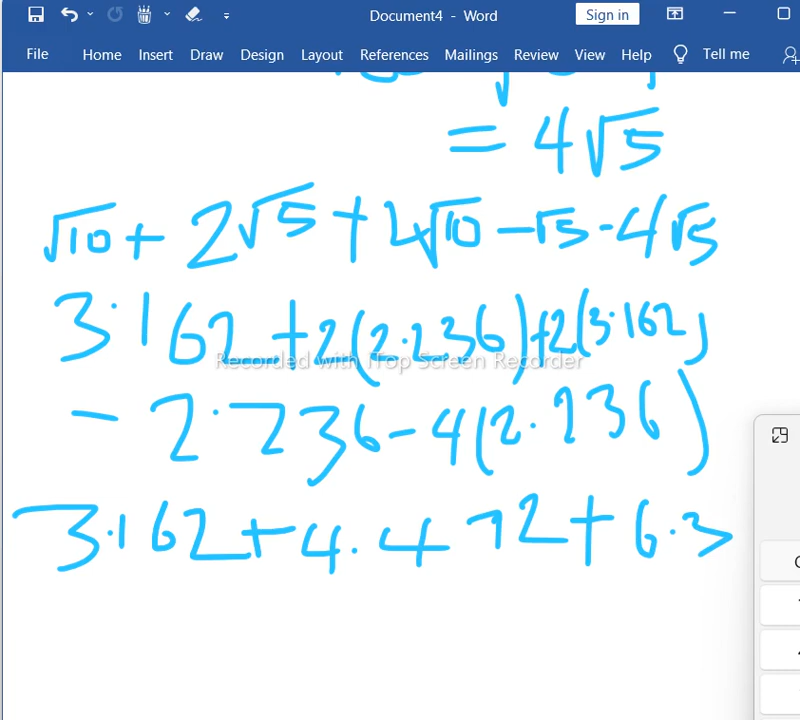 Document4 - Word
Sign in
File Home Insert Draw Design Layout References Mailings Review View Help Tell me
= 4√5
√10 + 2√5 + 2√10 - √5 - 4√5
3.162 + 2(2.236) + 2(3.162)
Recorded with iTop Screen Recorder
- 2.236 - 4(2.236)
3.162 + 4.472 + 6.3